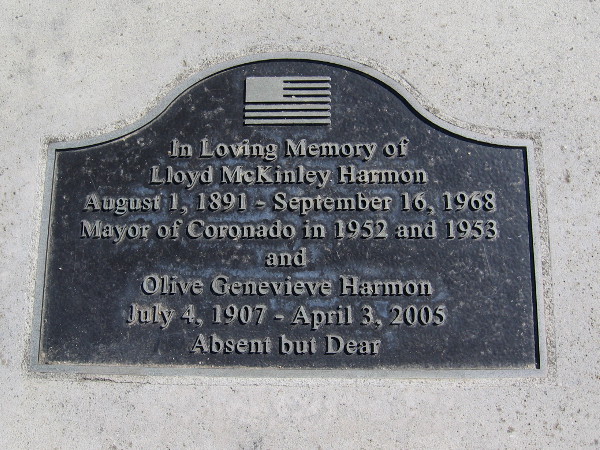 In Loving Memory of
Lloyd McKinley Harmon
August 1, 1891 - September 16, 1968
Mayor of Coronado in 1952 and 1953
and
Olive Genevieve Harmon
July 4, 1907 - April 3, 2005
Absent but Dear